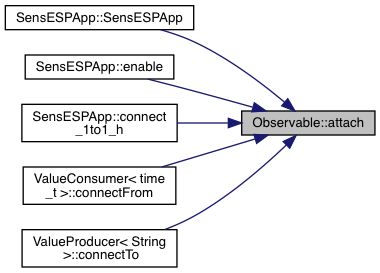 SensESPApp::SensESPApp
SensESPApp::enable
SensESPApp::connect
_1to1_h
Observable::attach
ValueConsumer< time
_t >::connectFrom
ValueProducer< String
>::connectTo